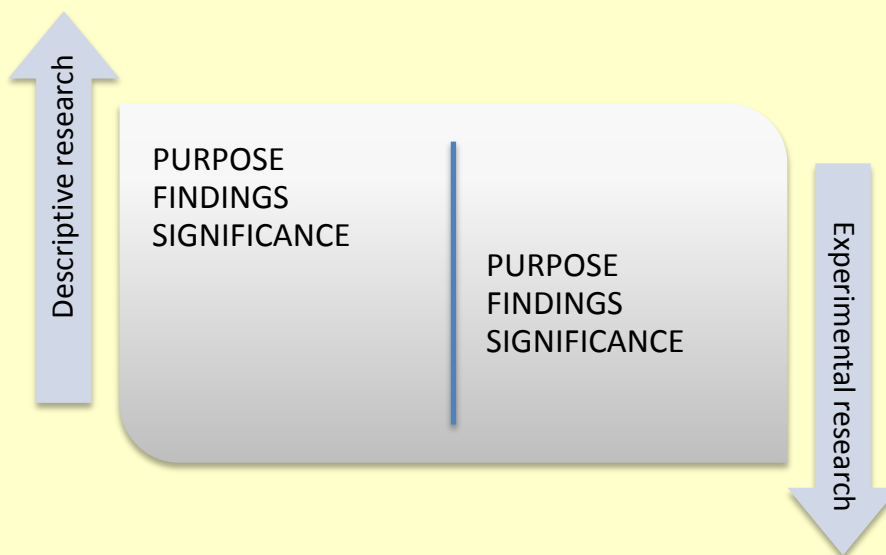 Descriptive research
PURPOSE
FINDINGS
SIGNIFICANCE
PURPOSE
FINDINGS
SIGNIFICANCE
Experimental research